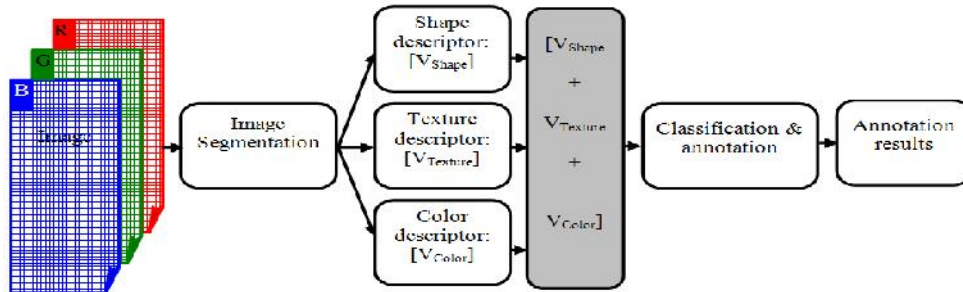 R
G
B
Image
Image
Segmentation
Shape
descriptor:
[VShape]
Texture
descriptor:
[VTexture]
Color
descriptor:
[VColor]
[VShape
+
VTexture
+
VColor]
Classification &
annotation
Annotation
results